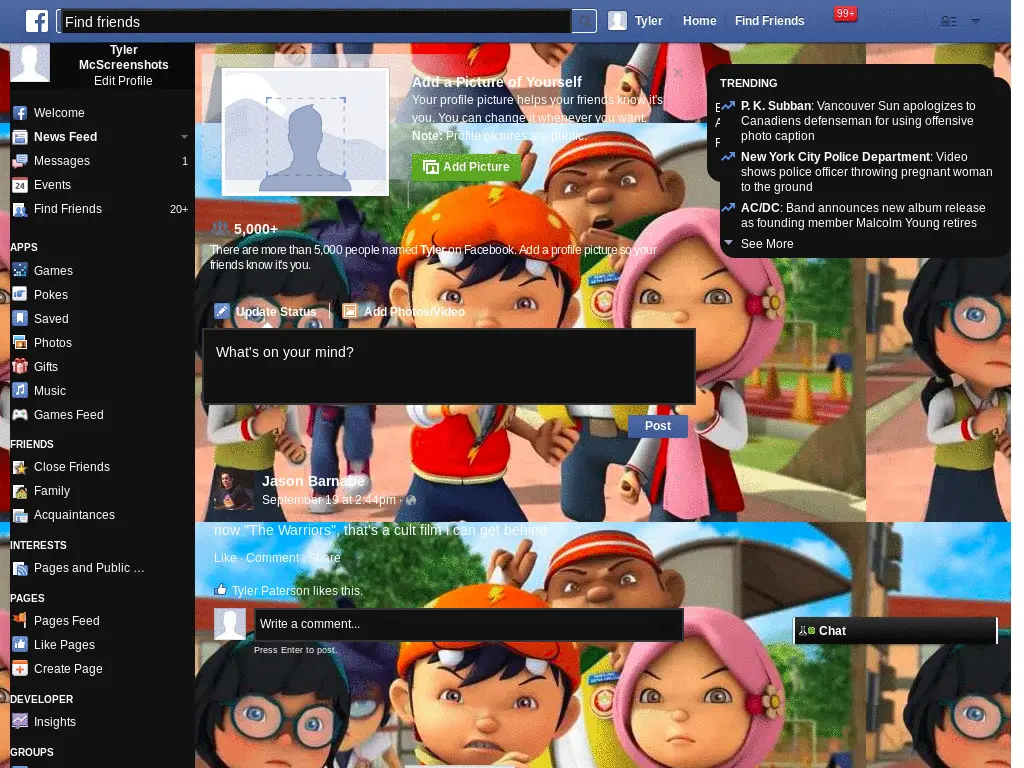 Find friends
Tyler
Home
Find Friends
99+
Tyler
McScreenshots
Edit Profile
Welcome
News Feed
Messages
1
Events
Find Friends
20+
APPS
Games
Pokes
Saved
Photos
Gifts
Music
Games Feed
FRIENDS
Close Friends
Family
Acquaintances
INTERESTS
Pages and Public ...
PAGES
Pages Feed
Like Pages
Create Page
DEVELOPER
Insights
GROUPS
Add a Picture of Yourself
Your profile picture helps your friends know it's
you. You can change it whenever you want.
Note: Profile pictures are public.
Add Picture
5,000+
There are more than 5,000 people named Tyler on Facebook. Add a profile picture so your
friends know it's you.
Update Status
Add Photos/Video
What's on your mind?
Post
Jason Barnabe
September 19 at 2:44pm ·
now "The Warriors", that's a cult film i can get behind
Like · Comment · Share
Tyler Paterson likes this.
Write a comment...
Press Enter to post.
TRENDING
P. K. Subban: Vancouver Sun apologizes to
Canadiens defenseman for using offensive
photo caption
New York City Police Department: Video
shows police officer throwing pregnant woman
to the ground
AC/DC: Band announces new album release
as founding member Malcolm Young retires
See More
Chat